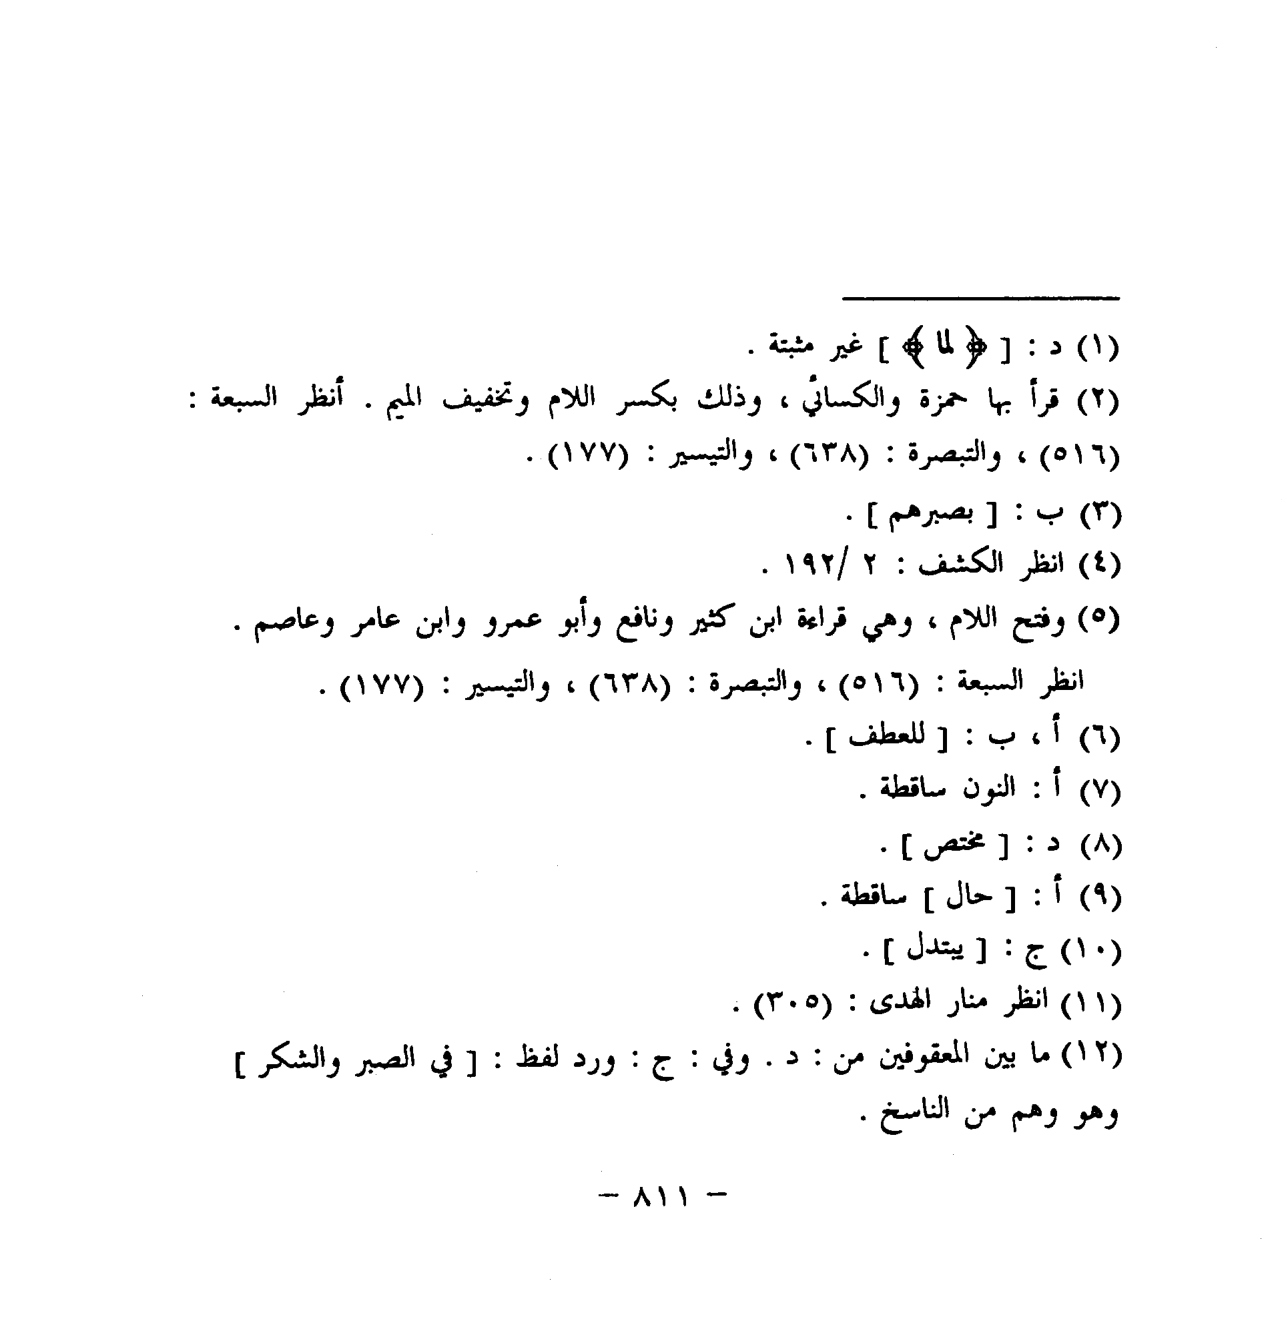 (١) د : [ ﴿ لما ﴾ ] غير مثبتة .
(٢) قرأ بها حمزة والكسائي ، وذلك بكسر اللام وتخفيف الميم . أنظر السبعة :
(٥١٦) ، والتبصرة : (٦٣٨) ، والتيسير : (١٧٧) .
(٣) ب : [ بصبرهم ] .
(٤) انظر الكشف : ٢ /١٩٢ .
(٥) وفتح اللام ، وهي قراءة ابن كثير ونافع وأبو عمرو وابن عامر وعاصم .
انظر السبعة : (٥١٦) ، والتبصرة : (٦٣٨) ، والتيسير : (١٧٧) .
(٦) أ ، ب : [ للعطف ] .
(٧) أ : النون ساقطة .
(٨) د : [ مختص ] .
(٩) أ : [ حال ] ساقطة .
(١٠) ج : [ يبتدل ] .
(١١) انظر منار الهدى : (٣٠٥) .
(١٢) ما بين المعقوفين من : د . وفي : ج : ورد لفظ : [ في الصبر والشكر ]
وهو وهم من الناسخ .
– ٨١١ –